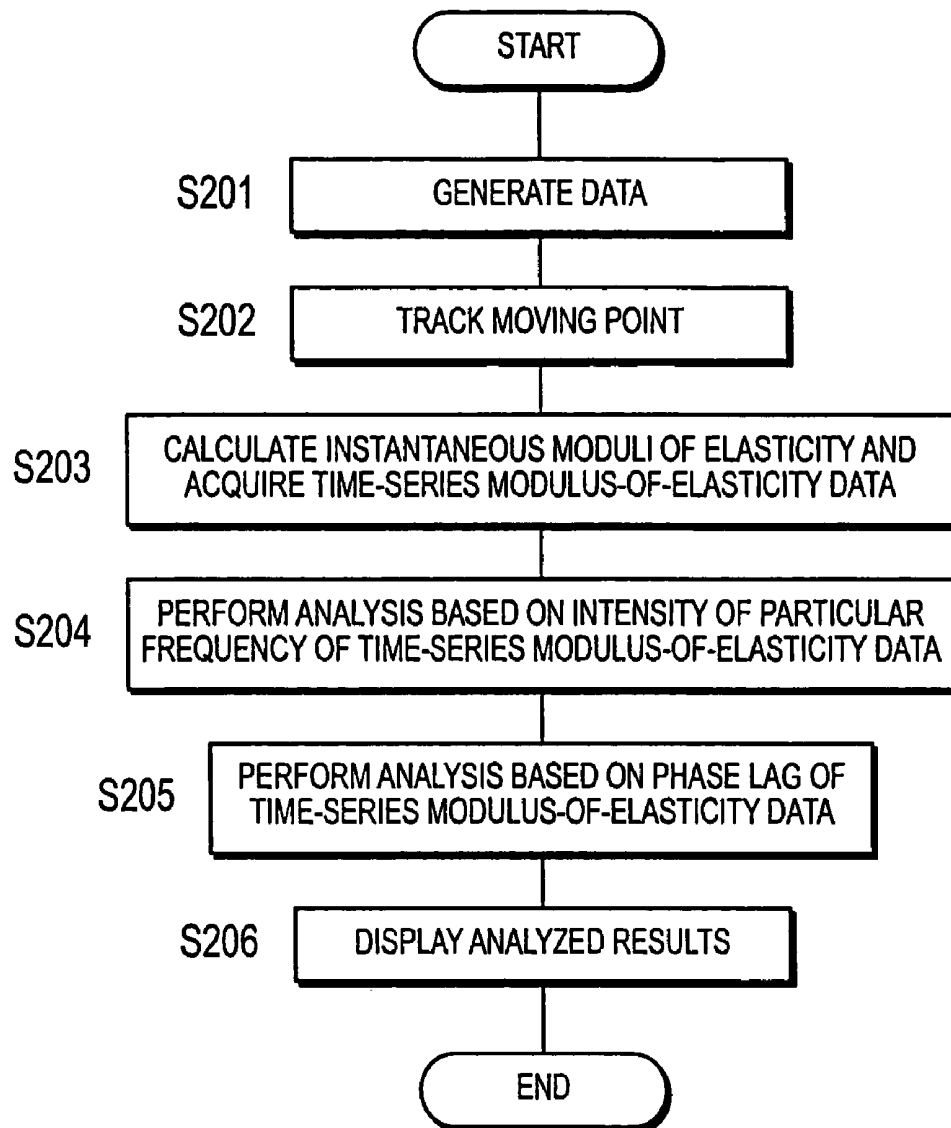 START
S201
GENERATE DATA
S202
TRACK MOVING POINT
S203
CALCULATE INSTANTANEOUS MODULI OF ELASTICITY AND
ACQUIRE TIME-SERIES MODULUS-OF-ELASTICITY DATA
S204
PERFORM ANALYSIS BASED ON INTENSITY OF PARTICULAR
FREQUENCY OF TIME-SERIES MODULUS-OF-ELASTICITY DATA
S205
PERFORM ANALYSIS BASED ON PHASE LAG OF
TIME-SERIES MODULUS-OF-ELASTICITY DATA
S206
DISPLAY ANALYZED RESULTS
END